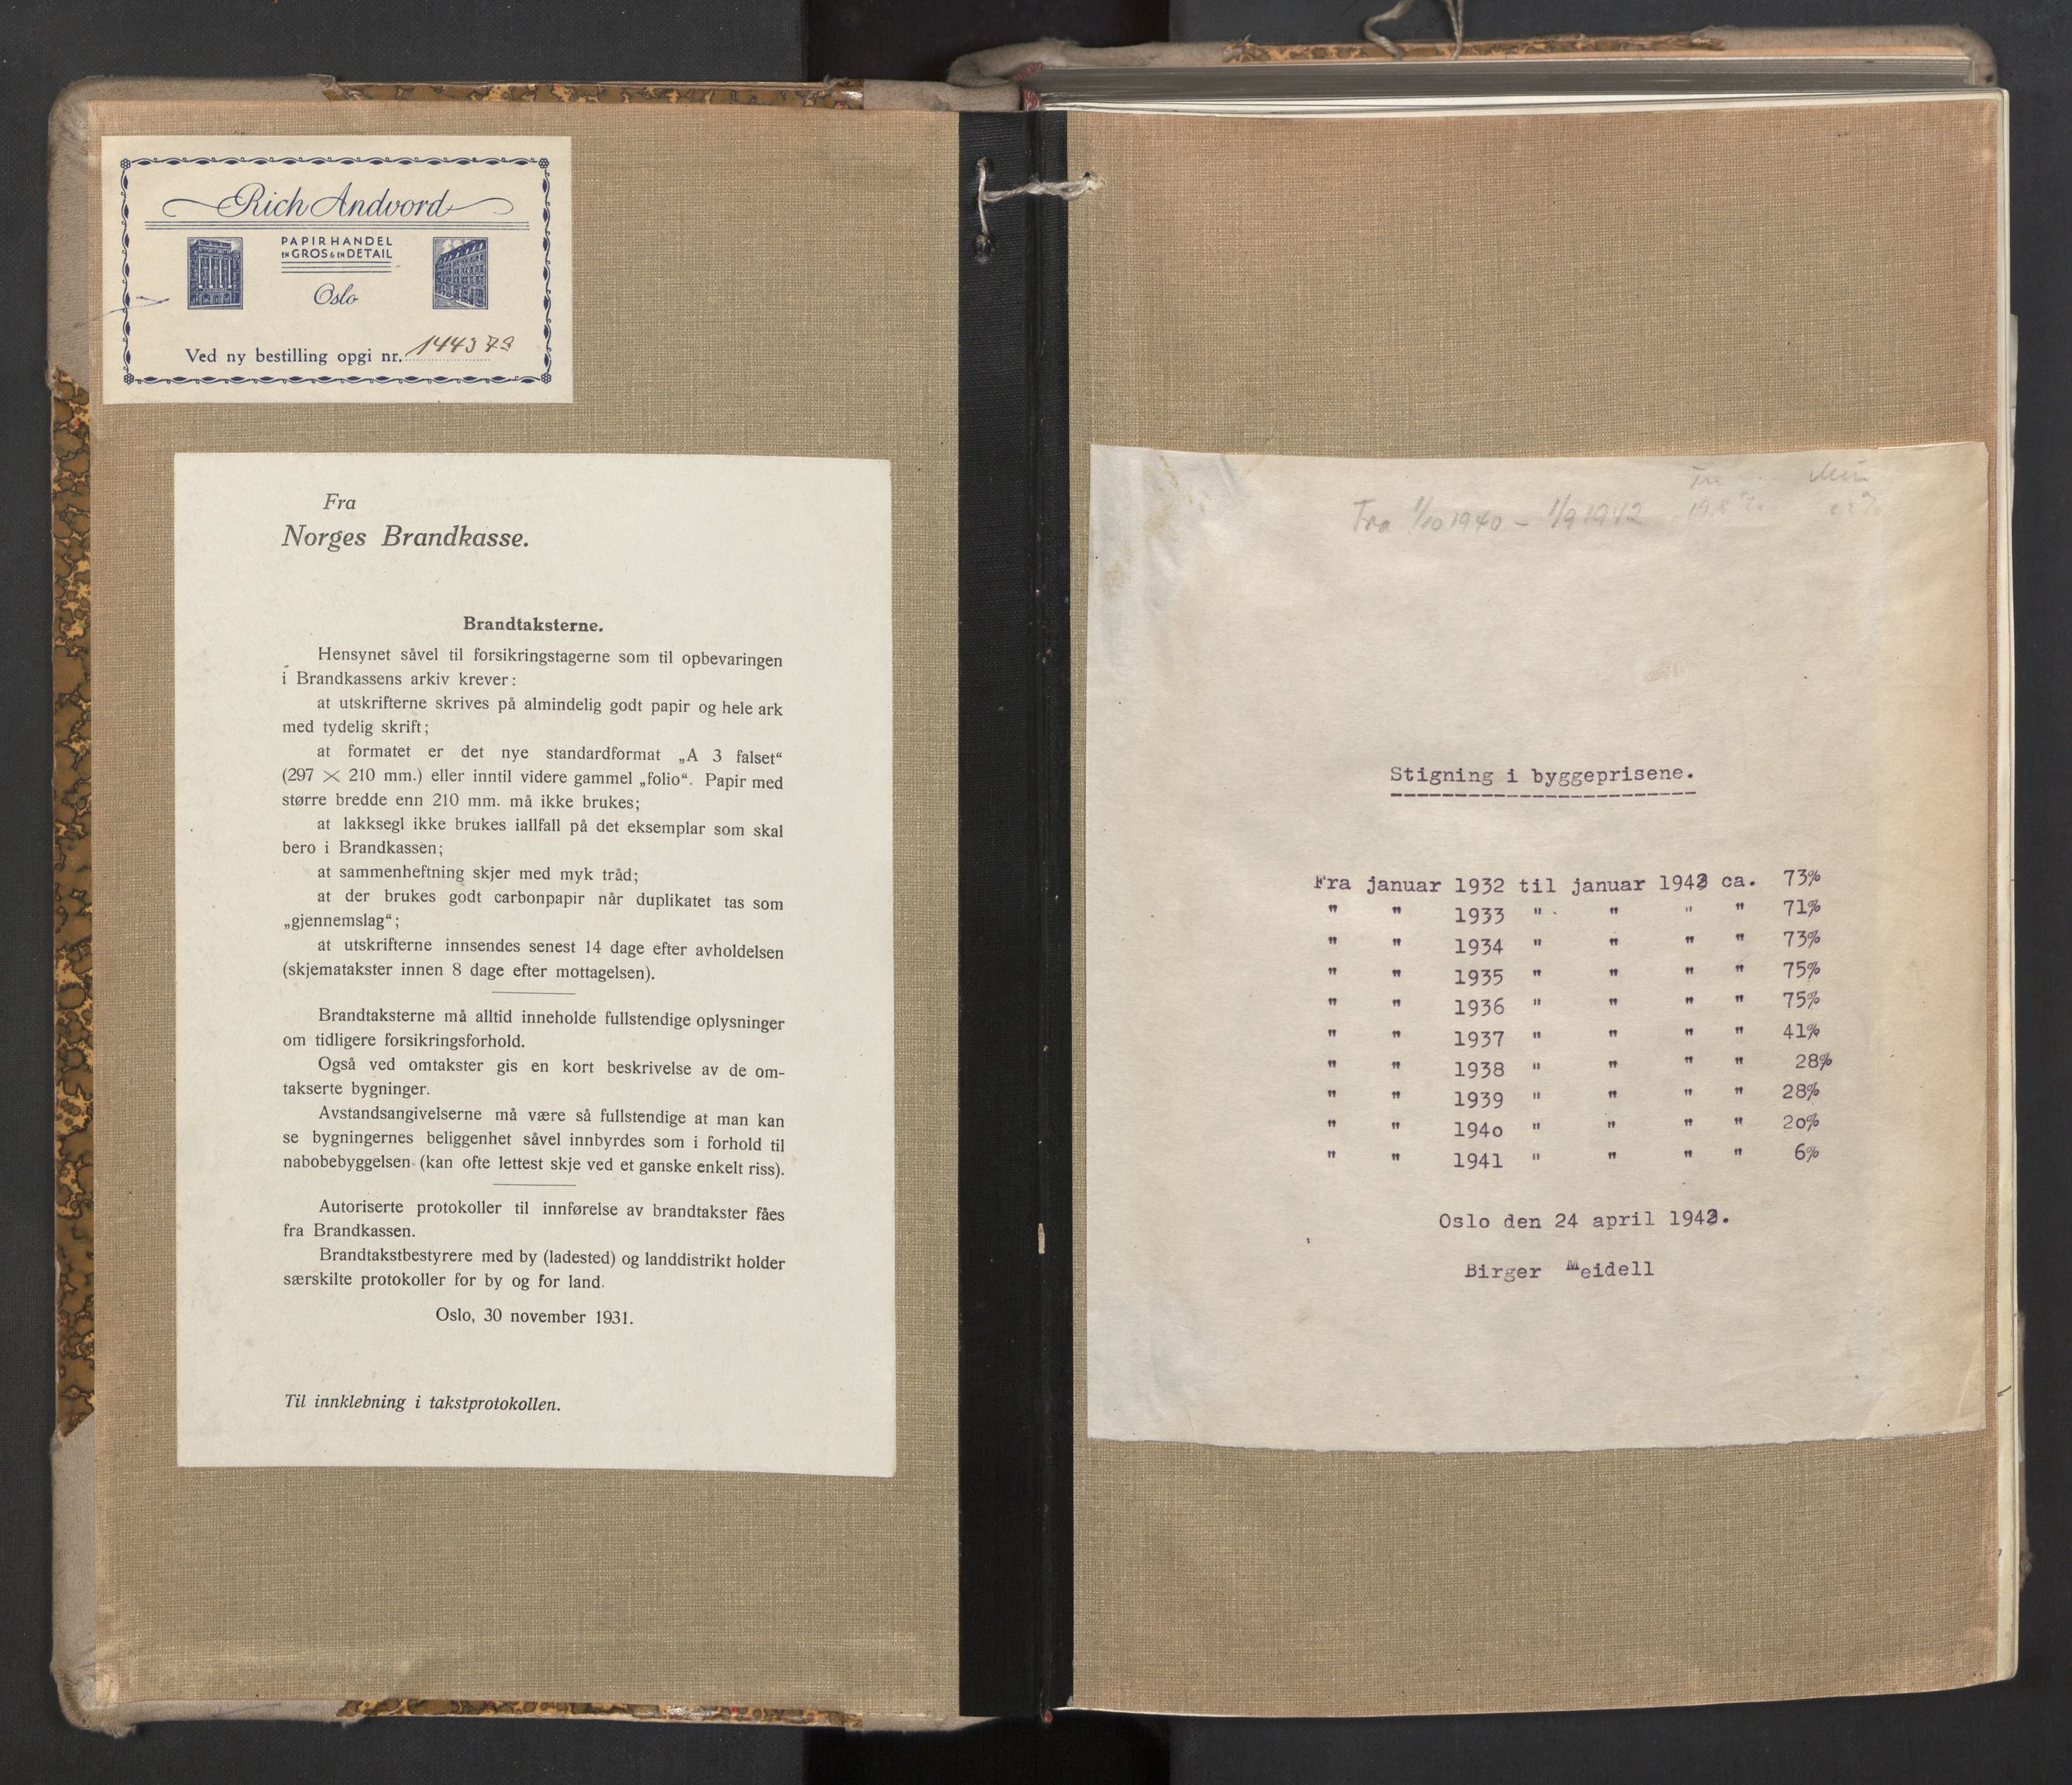 Rich Andvord
PAPIRHANDEL
EN GROS & EN DETAIL
Oslo
Ved ny bestilling opgi nr. 144373
Fra
Norges Brandkasse.
Brandtaksterne.
Hensynet såvel til forsikringstagerne som til opbevaringen
i Brandkassens arkiv krever:
at utskrifterne skrives på almindelig godt papir og hele ark
med tydelig skrift;
at formatet er det nye standardformat „A 3 falset“
(297 × 210 mm.) eller inntil videre gammel „folio“. Papir med
større bredde enn 210 mm. må ikke brukes;
at lakksegl ikke brukes iallfall på det eksemplar som skal
bero i Brandkassen;
at sammenheftning skjer med myk tråd;
at der brukes godt carbonpapir når duplikatet tas som
„gjennemslag“;
at utskrifterne innsendes senest 14 dage efter avholdelsen
(skjematakster innen 8 dage efter mottagelsen).
Brandtaksterne må alltid inneholde fullstendige oplysninger
om tidligere forsikringsforhold.
Også ved omtakster gis en kort beskrivelse av de om-
takserte bygninger.
Avstandsangivelserne må være så fullstendige at man kan
se bygningernes beliggenhet såvel innbyrdes som i forhold til
nabobebyggelsen (kan ofte lettest skje ved et ganske enkelt riss).
Autoriserte protokoller til innførelse av brandtakster fåes
fra Brandkassen.
Brandtakstbestyrere med by (ladested) og landdistrikt holder
særskilte protokoller for by og for land.
Oslo, 30 november 1931.
Til innklebning i takstprotokollen.
Tre Mur
Fra 1/10 1940 – 1/9 1942 19.8 %
Stigning i byggeprisene.
Fra januar 1932 til januar 1942 ca. 73%
" " 1933 " " " " 71%
" " 1934 " " " " 73%
" " 1935 " " " " 75%
" " 1936 " " " " 75%
" " 1937 " " " " 41%
" " 1938 " " " " 28%
" " 1939 " " " " 28%
" " 1940 " " " " 20%
" " 1941 " " " " 6%
Oslo den 24 april 1942.
Birger Meidell